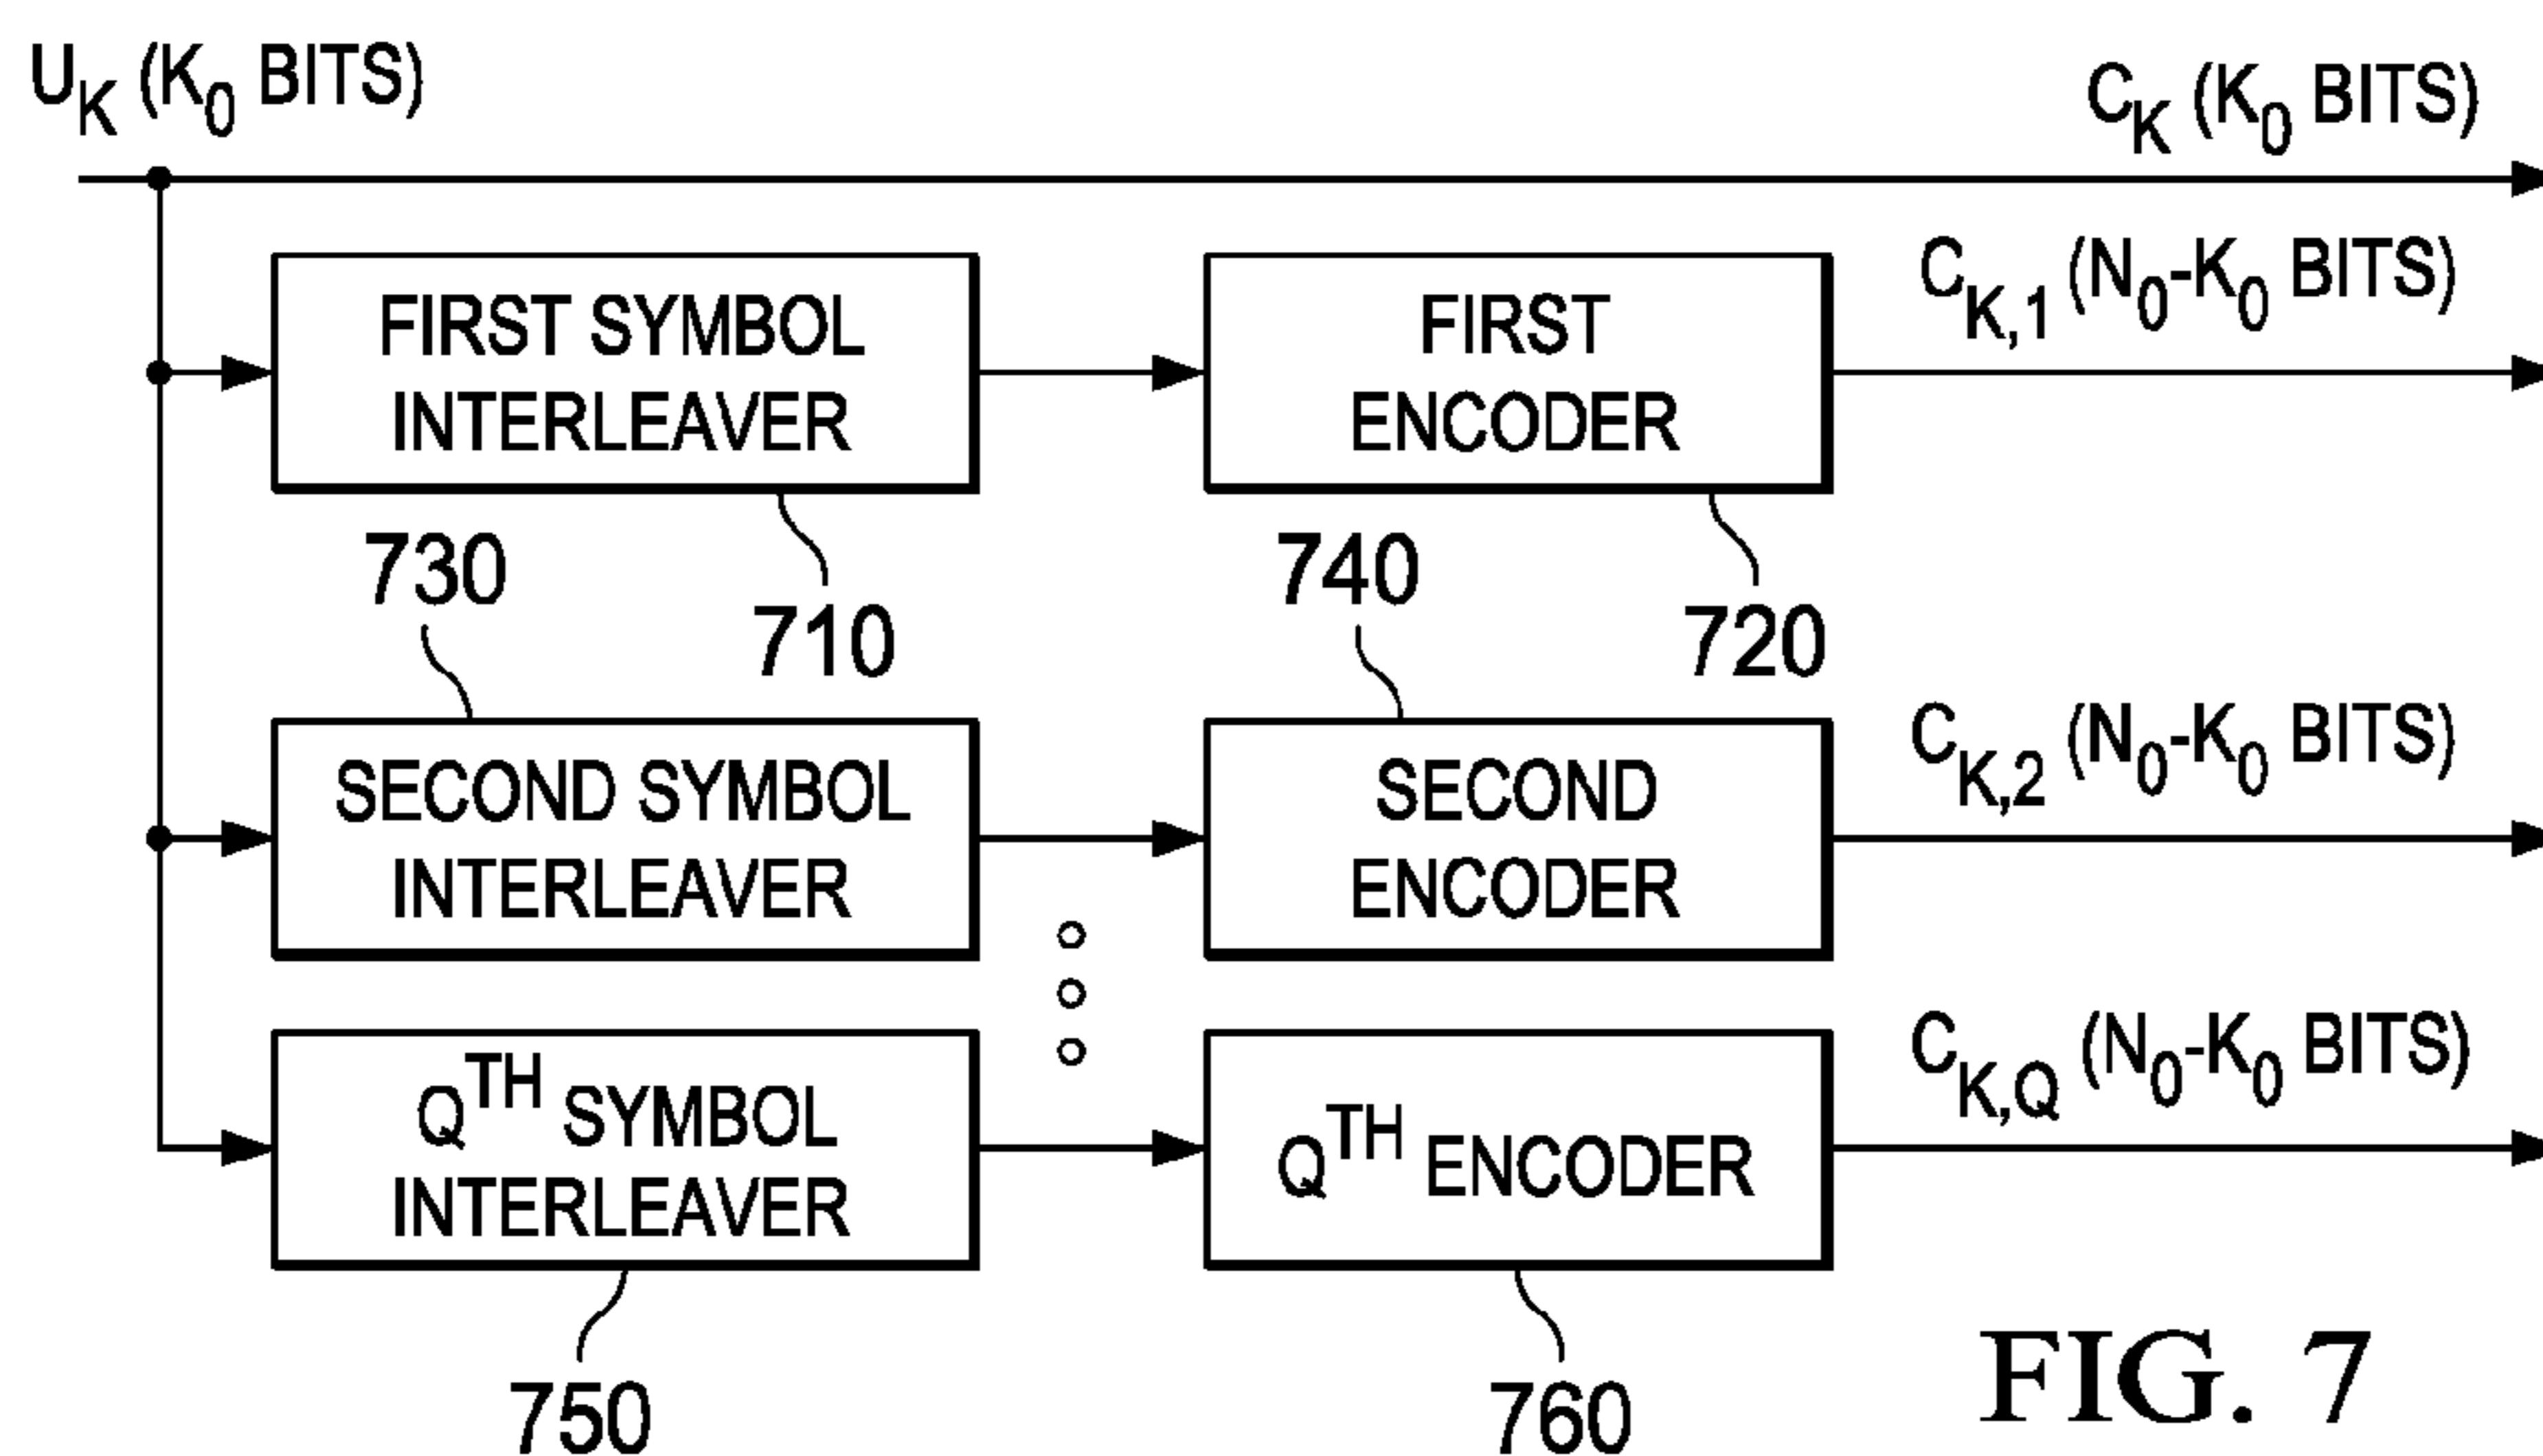 U_K (K_0 BITS)
C_K (K_0 BITS)
FIRST SYMBOL
INTERLEAVER
FIRST
ENCODER
C_K,1 (N_0-K_0 BITS)
710
720
730
740
SECOND SYMBOL
INTERLEAVER
SECOND
ENCODER
C_K,2 (N_0-K_0 BITS)
Q^TH SYMBOL
INTERLEAVER
Q^TH ENCODER
C_K,Q (N_0-K_0 BITS)
750
760
FIG. 7